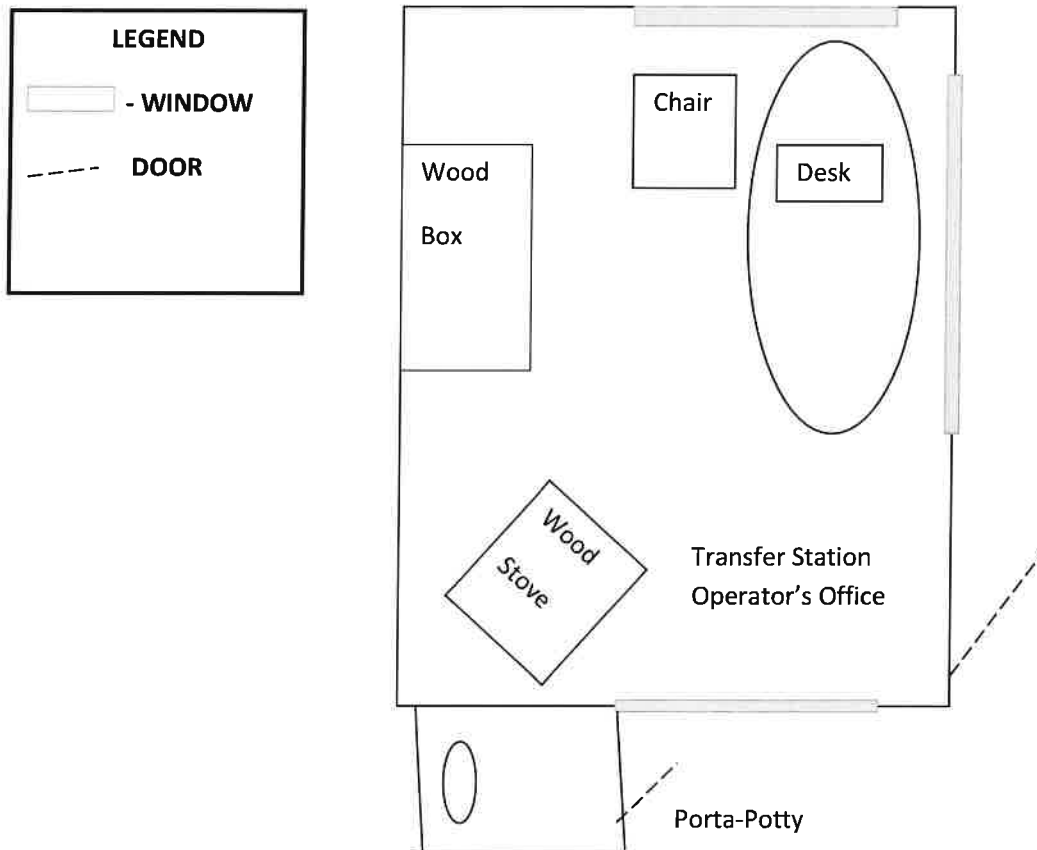 LEGEND
- WINDOW
DOOR
Chair
Desk
Wood
Box
Wood
Stove
Transfer Station
Operator's Office
Porta-Potty